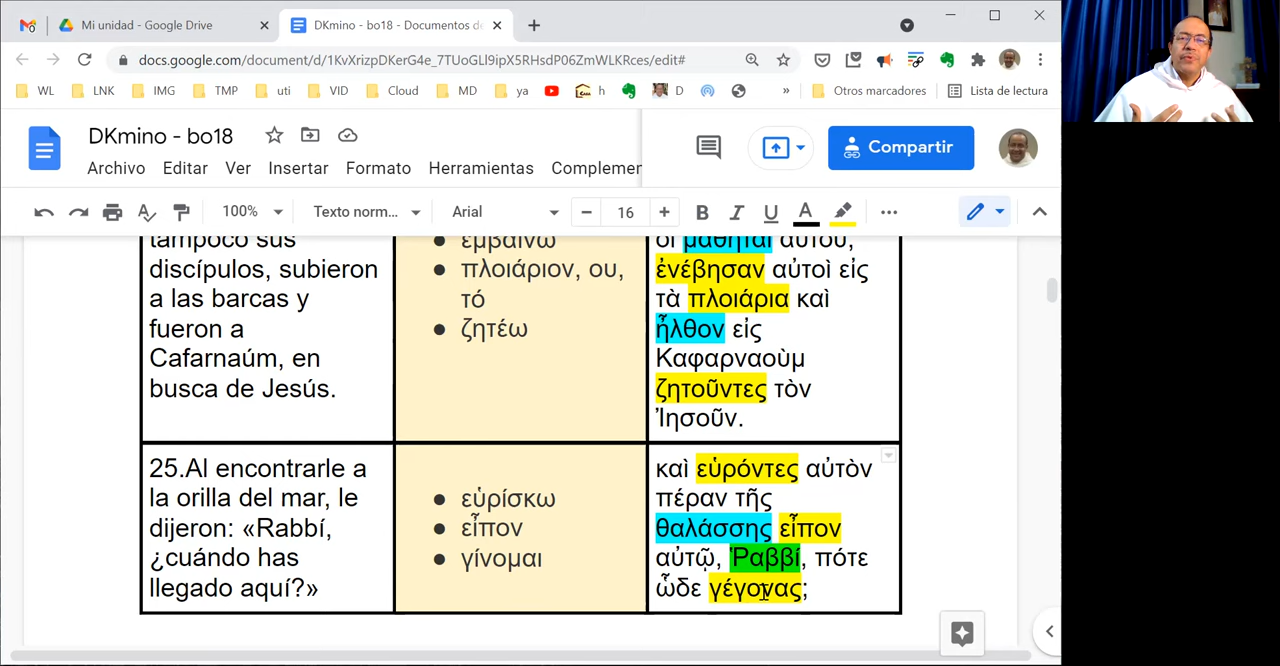 Mi unidad - Google Drive
DKmino - bo18 - Documentos de
docs.google.com/document/d/1KvXrizpDKerG4e_7TUoGLl9ipX5RHsdP06ZmWLKRces/edit#
WL LNK IMG TMP uti VID Cloud MD ya h D » Otros marcadores Lista de lectura
DKmino - bo18
Compartir
Archivo Editar Ver Insertar Formato Herramientas Complemen
100% Texto norm... Arial 16 B I U A
tampoco sus
discípulos, subieron
a las barcas y
fueron a
Cafarnaúm, en
busca de Jesús.
● ἐμβαίνω
● πλοιάριον, ου,
τό
● ζητέω
οἱ μαθηταὶ αὐτοῦ,
ἐνέβησαν αὐτοὶ εἰς
τὰ πλοιάρια καὶ
ἦλθον εἰς
Καφαρναοὺμ
ζητοῦντες τὸν
Ἰησοῦν.
25.Al encontrarle a
la orilla del mar, le
dijeron: «Rabbí,
¿cuándo has
llegado aquí?»
● εὑρίσκω
● εἶπον
● γίνομαι
καὶ εὑρόντες αὐτὸν
πέραν τῆς
θαλάσσης εἶπον
αὐτῷ, Ῥαββί, πότε
ὧδε γέγονας;